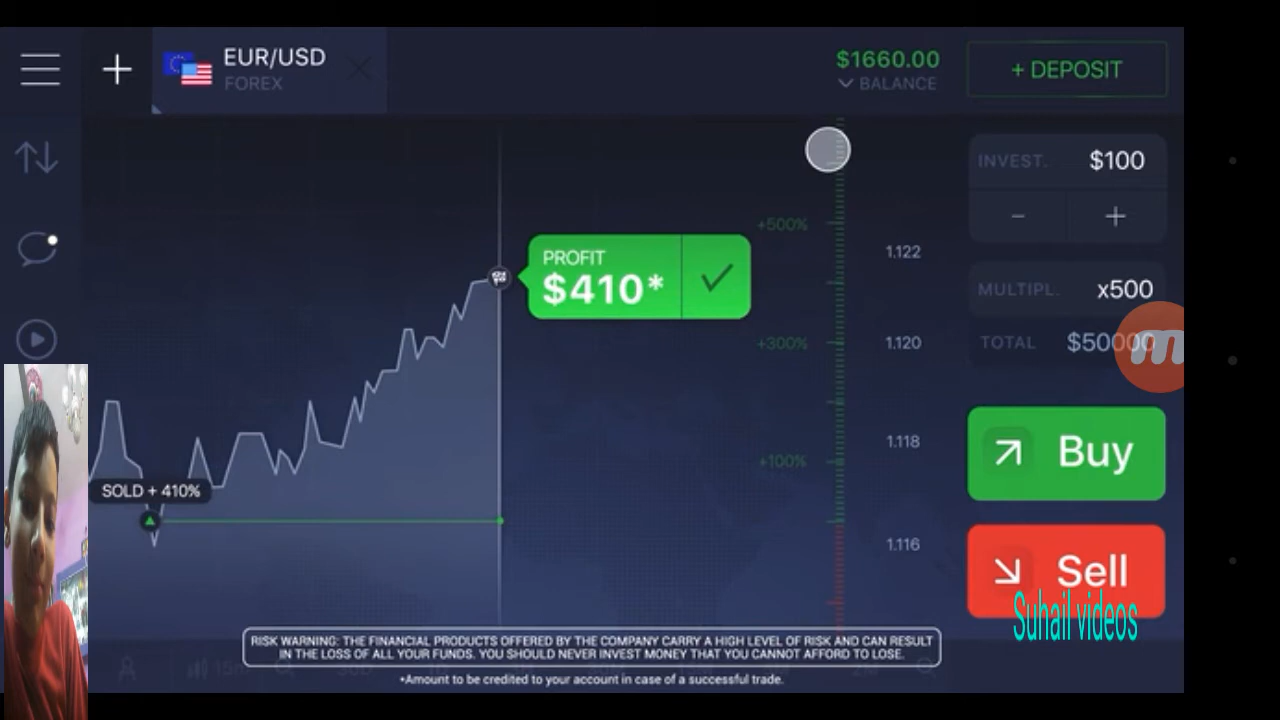 EUR/USD
FOREX
$1660.00
BALANCE
+ DEPOSIT
INVEST.
$100
− +
MULTIPL.
x500
TOTAL
$50000
+500%
+300%
+100%
1.122
1.120
1.118
1.116
PROFIT
$410*
SOLD + 410%
Buy
Sell
Suhail videos
RISK WARNING: THE FINANCIAL PRODUCTS OFFERED BY THE COMPANY CARRY A HIGH LEVEL OF RISK AND CAN RESULT
IN THE LOSS OF ALL YOUR FUNDS. YOU SHOULD NEVER INVEST MONEY THAT YOU CANNOT AFFORD TO LOSE.
*Amount to be credited to your account in case of a successful trade.